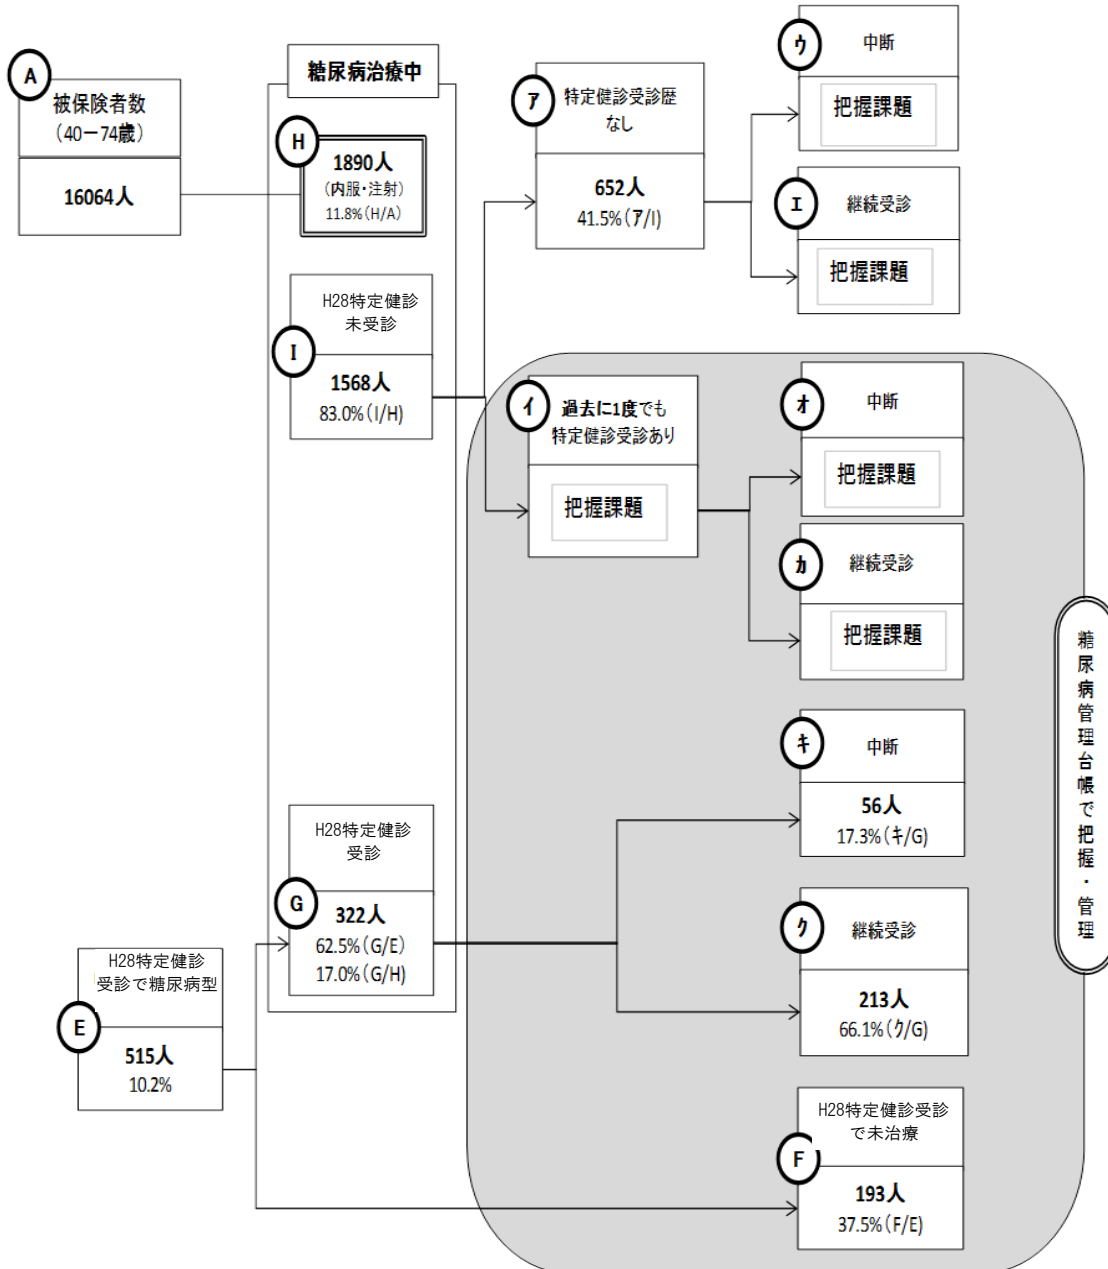 A
被保険者数
（40－74歳）
16064人
糖尿病治療中
H
1890人
（内服・注射）
11.8%（H/A）
H28特定健診
未受診
I
1568人
83.0%（I/H）
ア
特定健診受診歴
なし
652人
41.5%（ア/I）
ウ
中断
把握課題
エ
継続受診
把握課題
イ
過去に1度でも
特定健診受診あり
把握課題
オ
中断
把握課題
カ
継続受診
把握課題
キ
中断
56人
17.3%（キ/G）
H28特定健診
受診
G
322人
62.5%（G/E）
17.0%（G/H）
ク
継続受診
213人
66.1%（ク/G）
H28特定健診
受診で糖尿病型
E
515人
10.2%
H28特定健診受診
で未治療
F
193人
37.5%（F/E）
糖尿病管理台帳で把握・管理